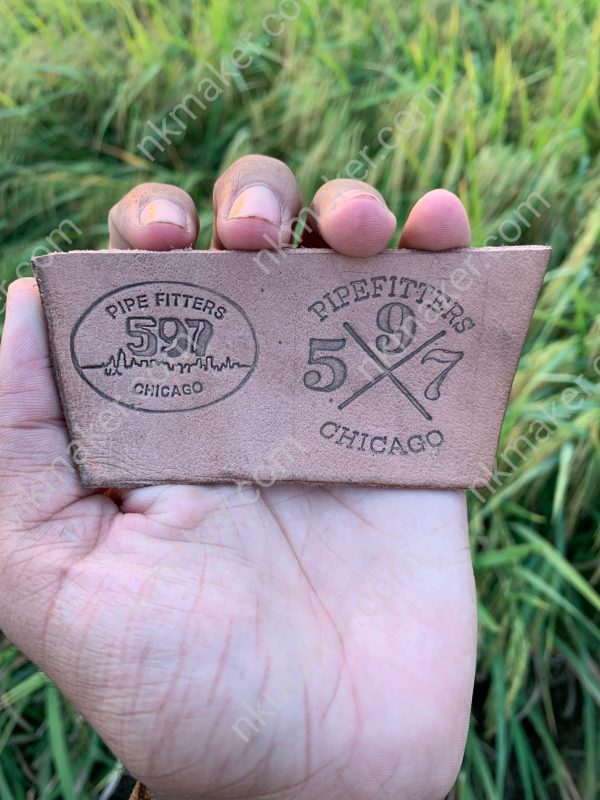 PIPE FITTERS
597
CHICAGO
PIPEFITTERS
5 9 7
CHICAGO
nkmaker.com